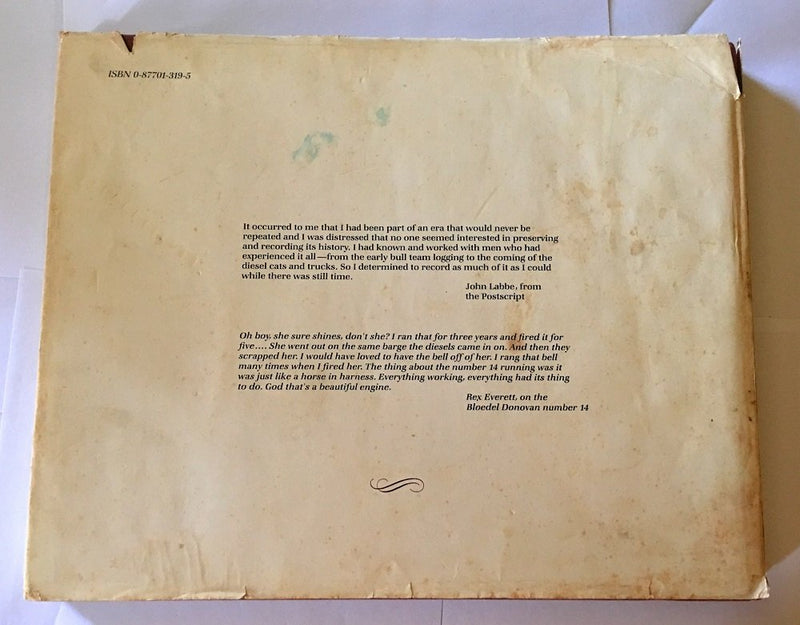 ISBN 0-87701-319-5
It occurred to me that I had been part of an era that would never be
repeated and I was distressed that no one seemed interested in preserving
and recording its history. I had known and worked with men who had
experienced it all—from the early bull team logging to the coming of the
diesel cats and trucks. So I determined to record as much of it as I could
while there was still time.
John Labbe, from
the Postscript
Oh boy, she sure shines, don't she? I ran that for three years and fired it for
five.... She went out on the same barge the diesels came in on. And then they
scrapped her. I would have loved to have the bell off of her. I rang that bell
many times when I fired her. The thing about the number 14 running was it
was just like a horse in harness. Everything working, everything had its thing
to do. God that's a beautiful engine.
Rex Everett, on the
Bloedel Donovan number 14